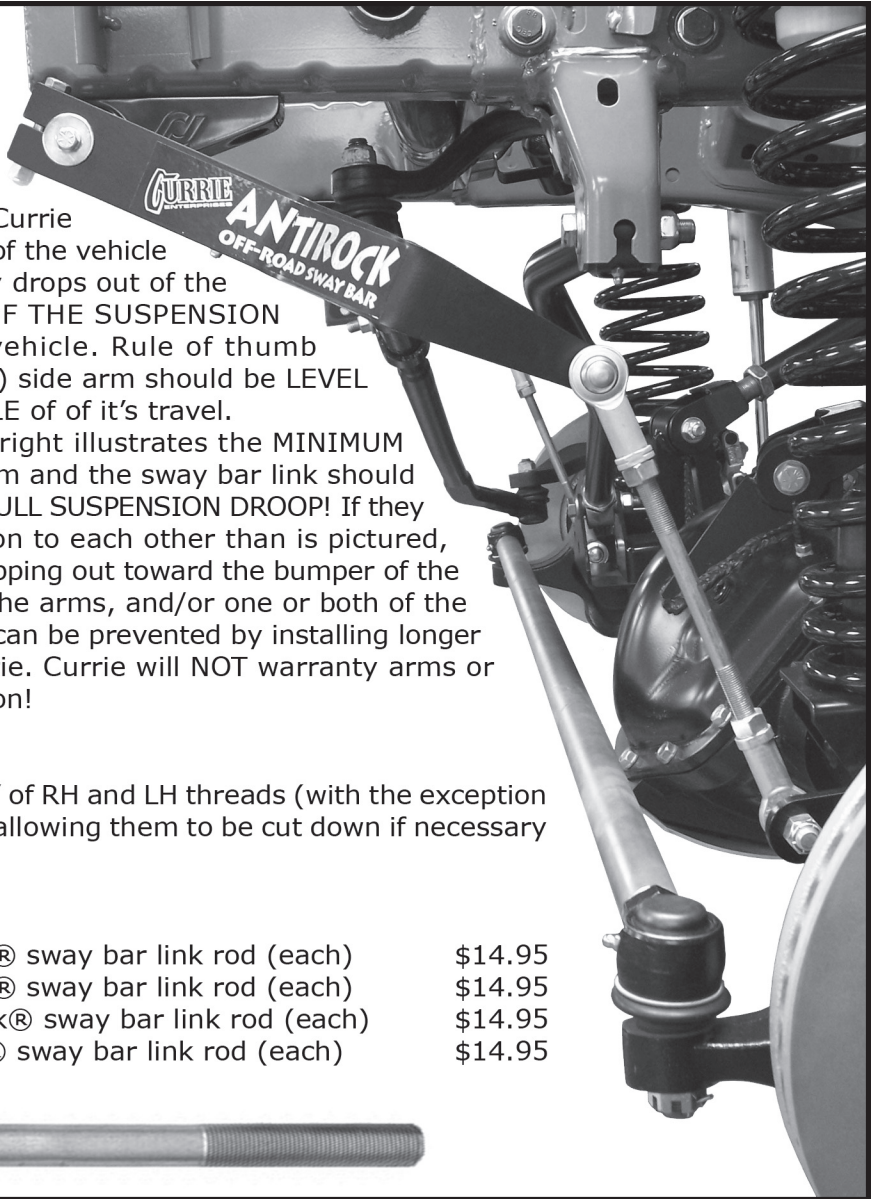 CURRIE
ENTERPRISES
ANTIROCK
OFF-ROAD SWAY BAR
Currie
of the vehicle
drops out of the
F THE SUSPENSION
vehicle. Rule of thumb
) side arm should be LEVEL
LE of of it’s travel.
right illustrates the MINIMUM
m and the sway bar link should
ULL SUSPENSION DROOP! If they
on to each other than is pictured,
pping out toward the bumper of the
he arms, and/or one or both of the
can be prevented by installing longer
ie. Currie will NOT warranty arms or
on!
of RH and LH threads (with the exception
allowing them to be cut down if necessary
® sway bar link rod (each) $14.95
® sway bar link rod (each) $14.95
k® sway bar link rod (each) $14.95
sway bar link rod (each) $14.95